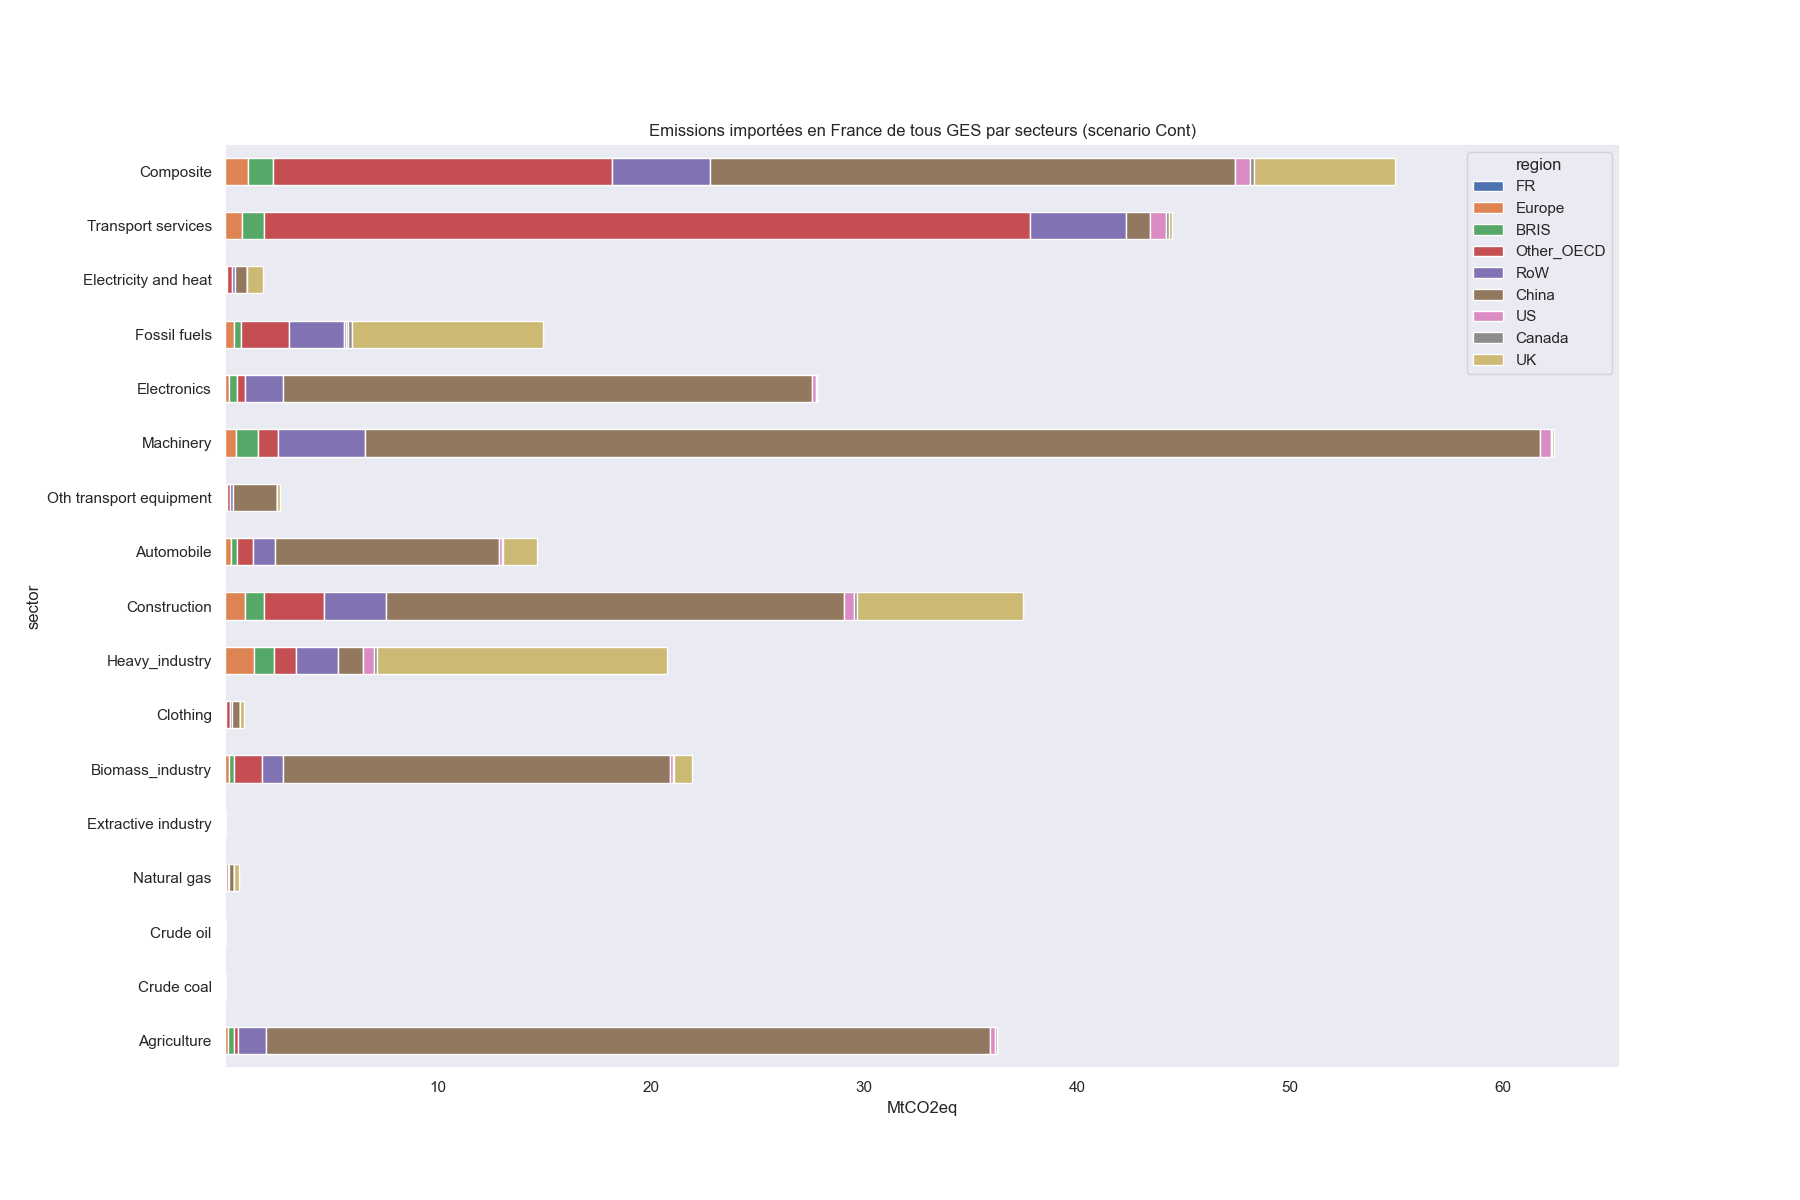 Emissions importées en France de tous GES par secteurs (scenario Cont)
region
FR
Europe
BRIS
Other_OECD
RoW
China
US
Canada
UK
sector
Composite
Transport services
Electricity and heat
Fossil fuels
Electronics
Machinery
Oth transport equipment
Automobile
Construction
Heavy_industry
Clothing
Biomass_industry
Extractive industry
Natural gas
Crude oil
Crude coal
Agriculture
10 20 30 40 50 60
MtCO2eq